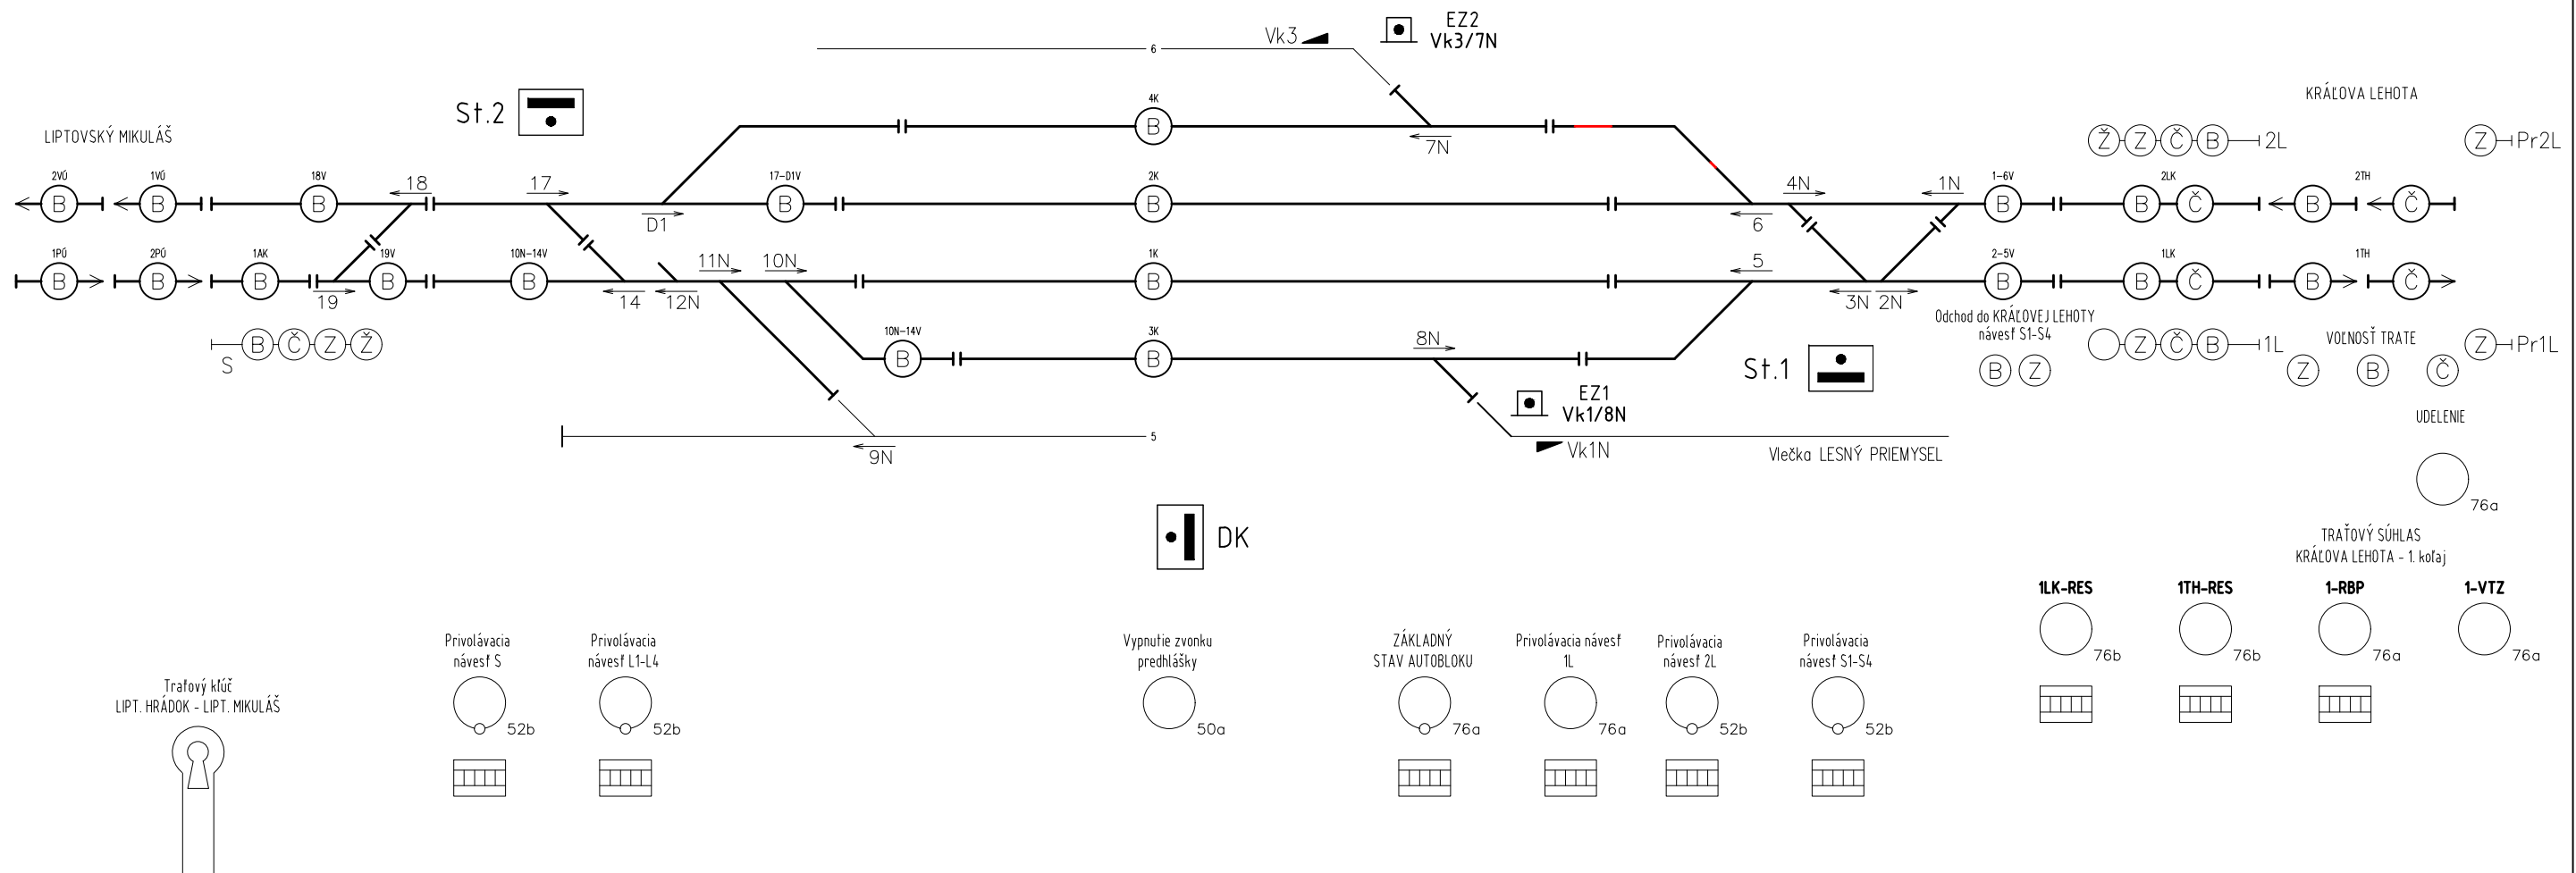 Vk3
EZ2
Vk3/7N
6
St.2
4K
B
7N
KRÁĽOVA LEHOTA
Ž Z Č B 2L
Z Pr2L
LIPTOVSKÝ MIKULÁŠ
2VÚ
1VÚ
18V
18
17
17-D1V
2K
4N
1N
1-6V
2LK
2TH
B
B
B
B
B
B
B
Č
B
Č
D1
6
1PÚ
2PÚ
1AK
19V
10N-14V
11N
10N
1K
5
2-5V
1LK
1TH
B
B
B
B
B
B
B
B
Č
B
Č
19
14
12N
3N
2N
S
B Č Z Ž
10N-14V
B
3K
B
8N
St.1
Odchod do KRÁĽOVEJ LEHOTY
návesť S1-S4
B Z
Z Č B 1L
VOĽNOSŤ TRATE
Z B Č
Z Pr1L
EZ1
Vk1/8N
5
9N
Vk1N
Vlečka LESNÝ PRIEMYSEL
UDELENIE
76a
DK
TRAŤOVÝ SÚHLAS
KRÁĽOVA LEHOTA - 1. koľaj
1LK-RES
76b
1TH-RES
76b
1-RBP
76a
1-VTZ
76a
Privolávacia
návesť S
52b
Privolávacia
návesť L1-L4
52b
Vypnutie zvonku
predhlášky
50a
ZÁKLADNÝ
STAV AUTOBLOKU
76a
Privolávacia návesť
1L
76a
Privolávacia
návesť 2L
52b
Privolávacia
návesť S1-S4
52b
Traťový kľúč
LIPT. HRÁDOK - LIPT. MIKULÁŠ